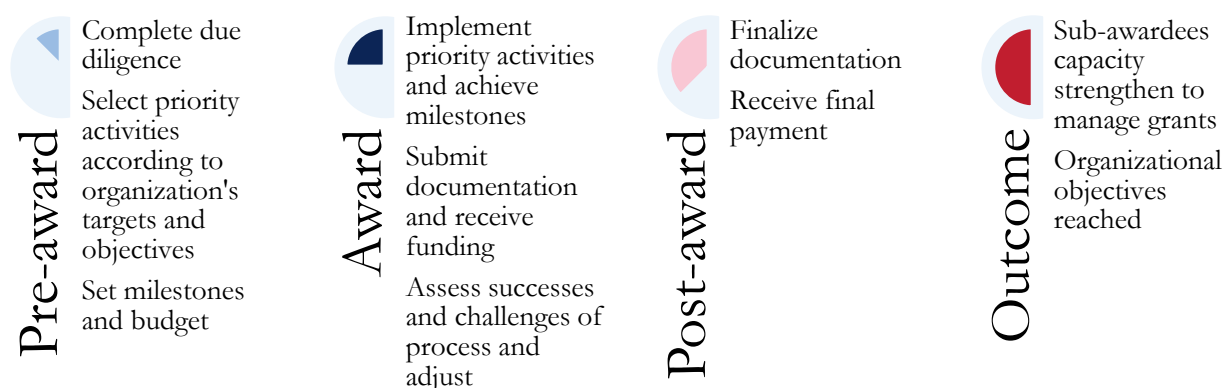 Pre-award
Complete due
diligence
Select priority
activities
according to
organization's
targets and
objectives
Set milestones
and budget
Award
Implement
priority activities
and achieve
milestones
Submit
documentation
and receive
funding
Assess successes
and challenges of
process and
adjust
Post-award
Finalize
documentation
Receive final
payment
Outcome
Sub-awardees
capacity
strengthen to
manage grants
Organizational
objectives
reached